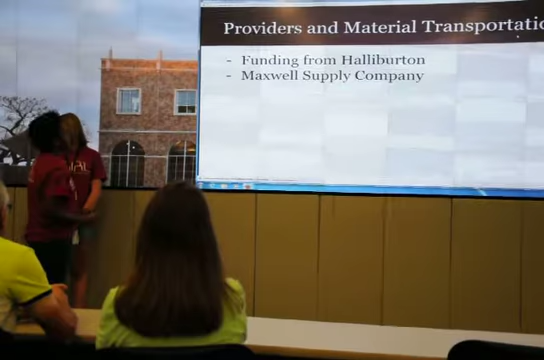 Providers and Material Transportatio
- Funding from Halliburton
- Maxwell Supply Company